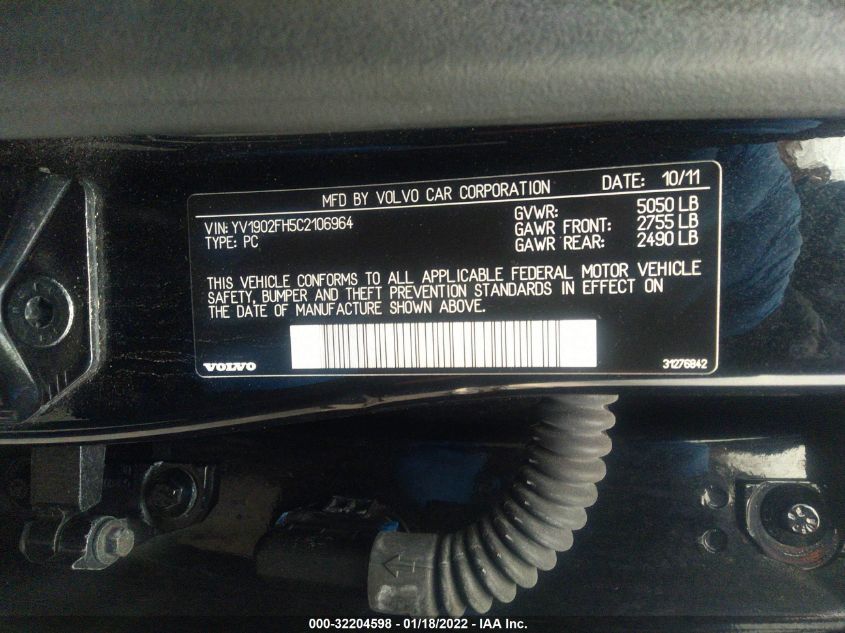 MFD BY VOLVO CAR CORPORATION DATE: 10/11
VIN: YV1902FH5C2106964 GVWR: 5050 LB
TYPE: PC GAWR FRONT: 2755 LB
GAWR REAR: 2490 LB
THIS VEHICLE CONFORMS TO ALL APPLICABLE FEDERAL MOTOR VEHICLE
SAFETY, BUMPER AND THEFT PREVENTION STANDARDS IN EFFECT ON
THE DATE OF MANUFACTURE SHOWN ABOVE.
VOLVO 31276842
000-32204598 - 01/18/2022 - IAA Inc.